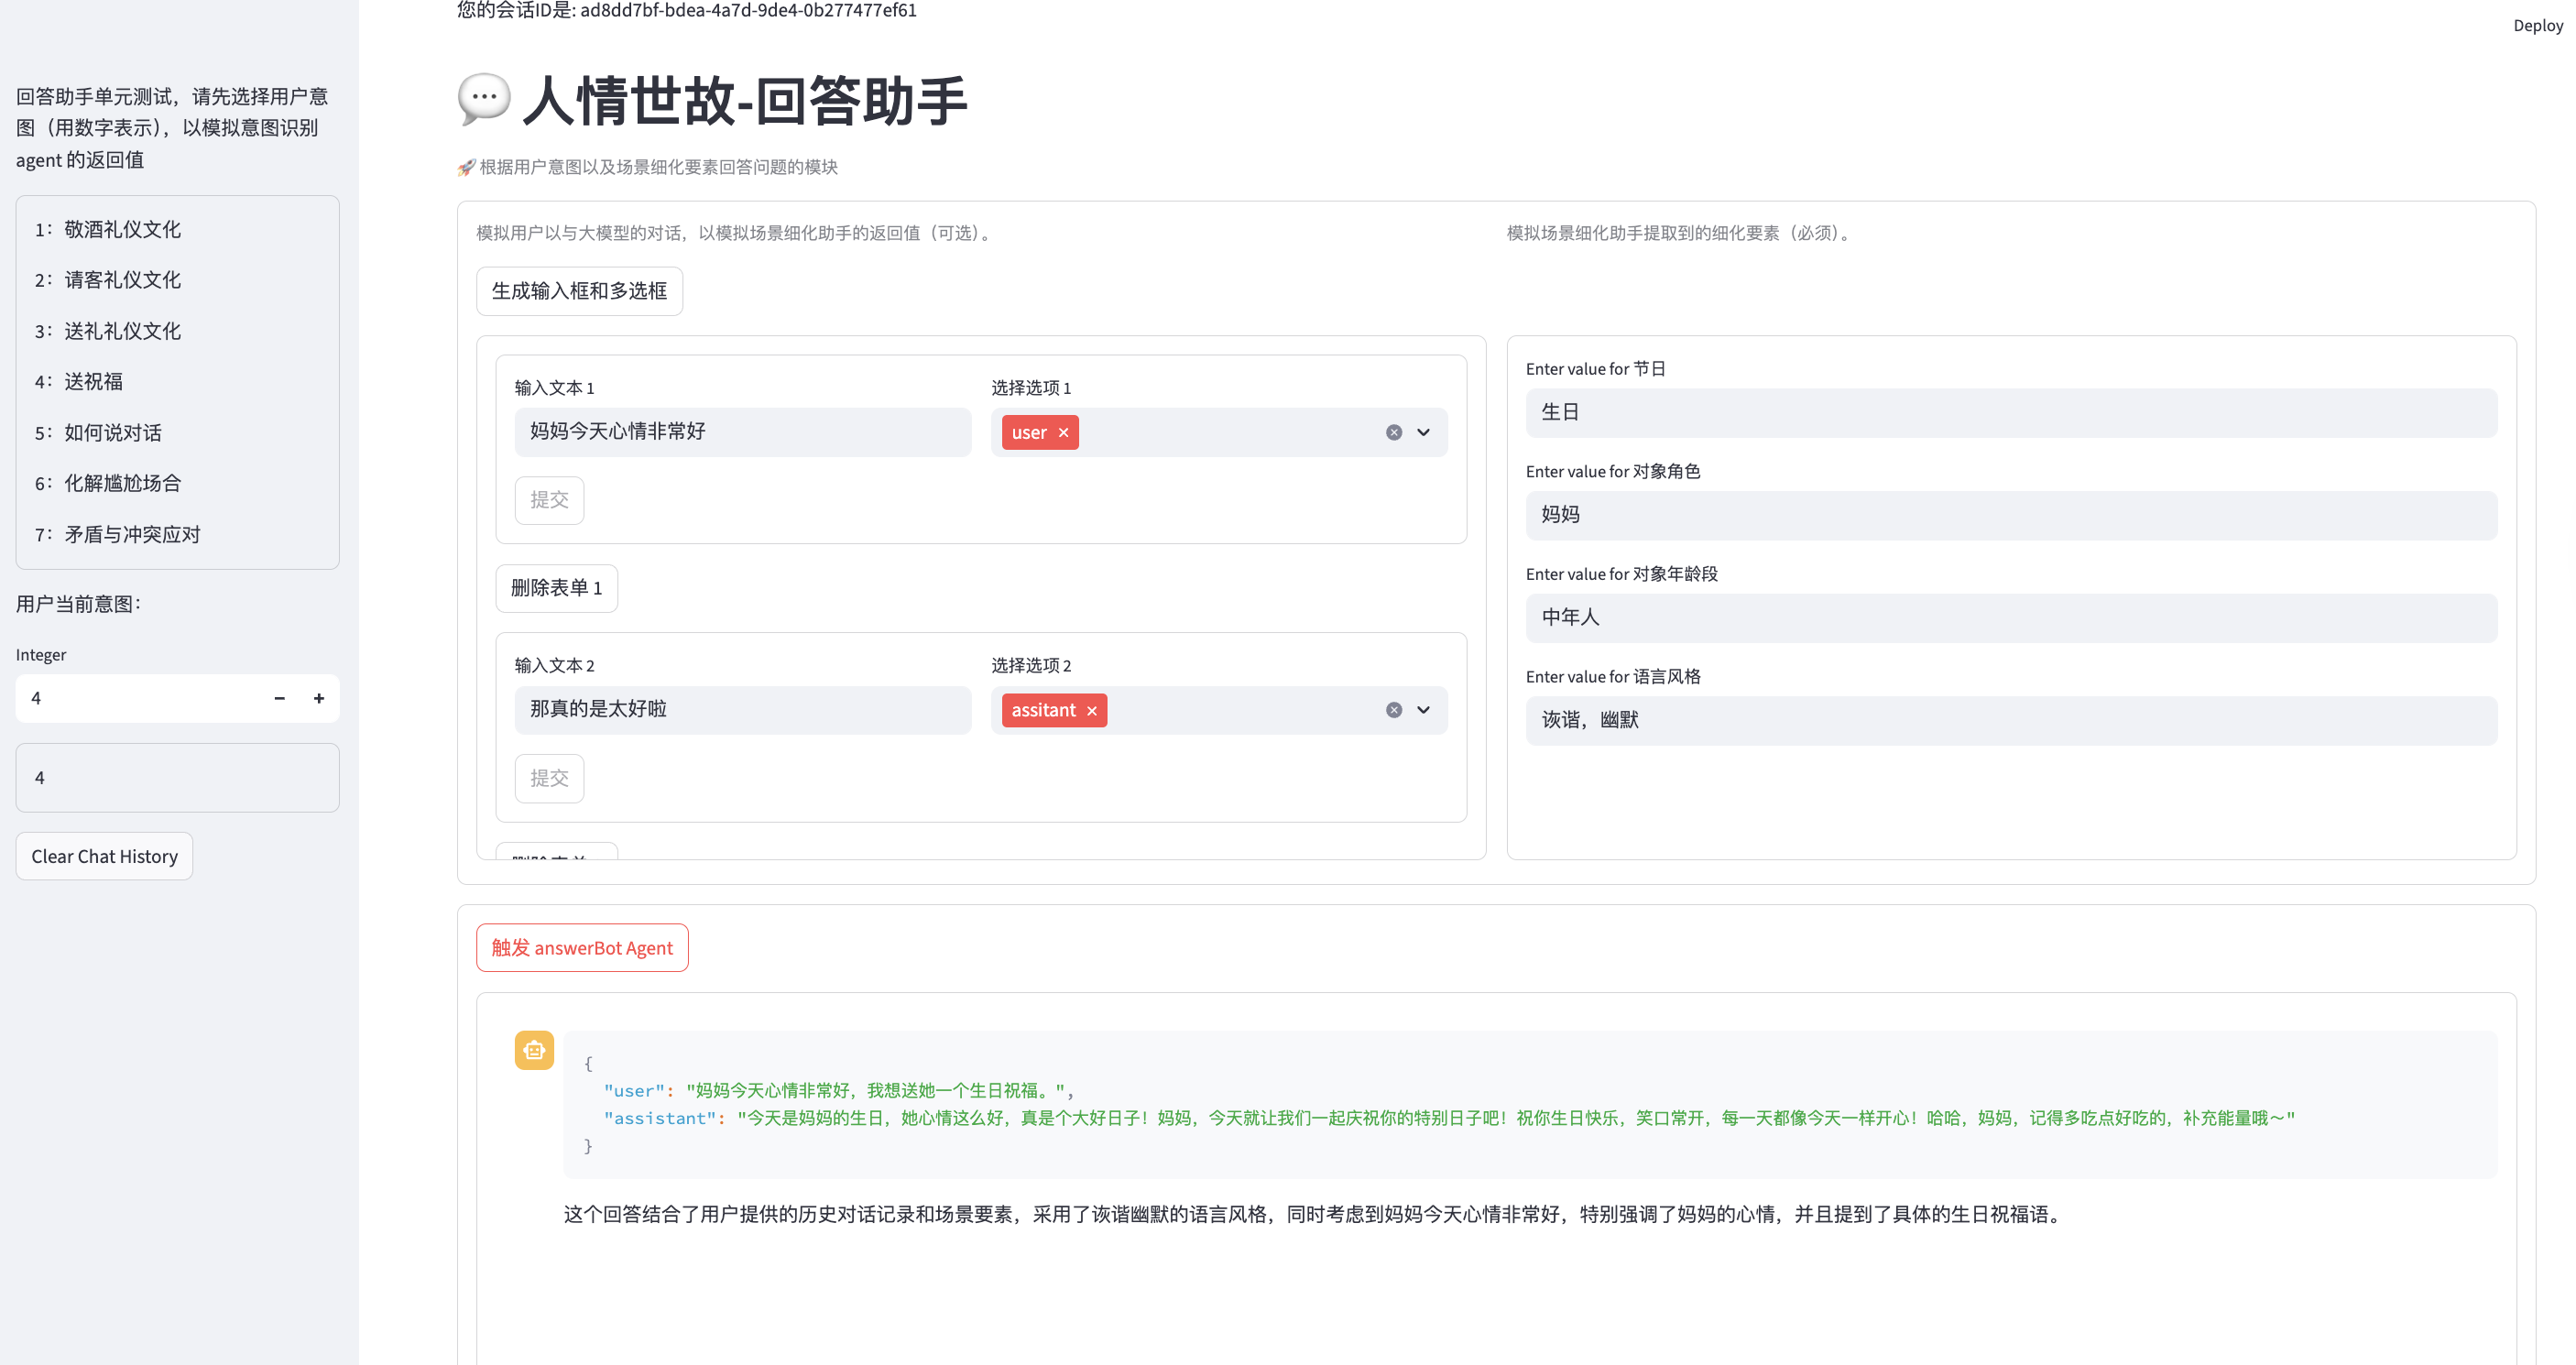 您的会话ID是: ad8dd7bf-bdea-4a7d-9de4-0b277477ef61
Deploy
回答助手单元测试，请先选择用户意
图（用数字表示），以模拟意图识别
agent 的返回值
1：敬酒礼仪文化
2：请客礼仪文化
3：送礼礼仪文化
4：送祝福
5：如何说对话
6：化解尴尬场合
7：矛盾与冲突应对
用户当前意图：
Integer
4
4
Clear Chat History
人情世故-回答助手
根据用户意图以及场景细化要素回答问题的模块
模拟用户以与大模型的对话，以模拟场景细化助手的返回值（可选）。
生成输入框和多选框
输入文本 1
选择选项 1
妈妈今天心情非常好
user
提交
删除表单 1
输入文本 2
选择选项 2
那真的是太好啦
assitant
提交
模拟场景细化助手提取到的细化要素（必须）。
Enter value for 节日
生日
Enter value for 对象角色
妈妈
Enter value for 对象年龄段
中年人
Enter value for 语言风格
诙谐，幽默
触发 answerBot Agent
{
"user": "妈妈今天心情非常好，我想送她一个生日祝福。",
"assistant": "今天是妈妈的生日，她心情这么好，真是个大好日子！妈妈，今天就让我们一起庆祝你的特别日子吧！祝你生日快乐，笑口常开，每一天都像今天一样开心！哈哈，妈妈，记得多吃点好吃的，补充能量哦～"
}
这个回答结合了用户提供的历史对话记录和场景要素，采用了诙谐幽默的语言风格，同时考虑到妈妈今天心情非常好，特别强调了妈妈的心情，并且提到了具体的生日祝福语。